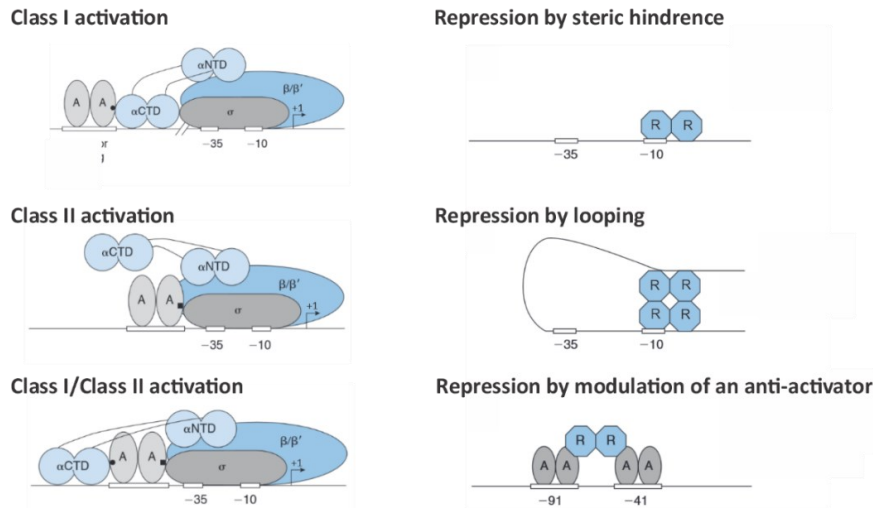 Class I activation
αNTD
β/β′
A A αCTD σ +1
−35 −10
Class II activation
αCTD
αNTD
β/β′
A A σ +1
−35 −10
Class I/Class II activation
αNTD
β/β′
A A
αCTD σ +1
−35 −10
Repression by steric hindrence
R R
−35 −10
Repression by looping
R R
R R
−35 −10
Repression by modulation of an anti-activator
R R
A A A A
−91 −41